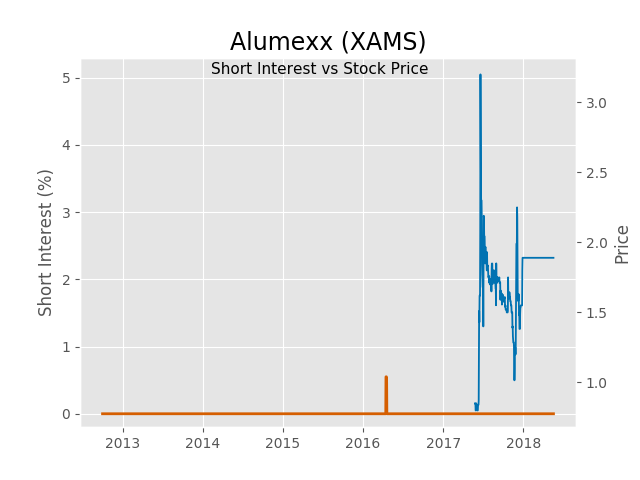 Alumexx (XAMS)
Short Interest vs Stock Price
Short Interest (%)
5
4
3
2
1
0
3.0
2.5
2.0
1.5
1.0
Price
2013 2014 2015 2016 2017 2018